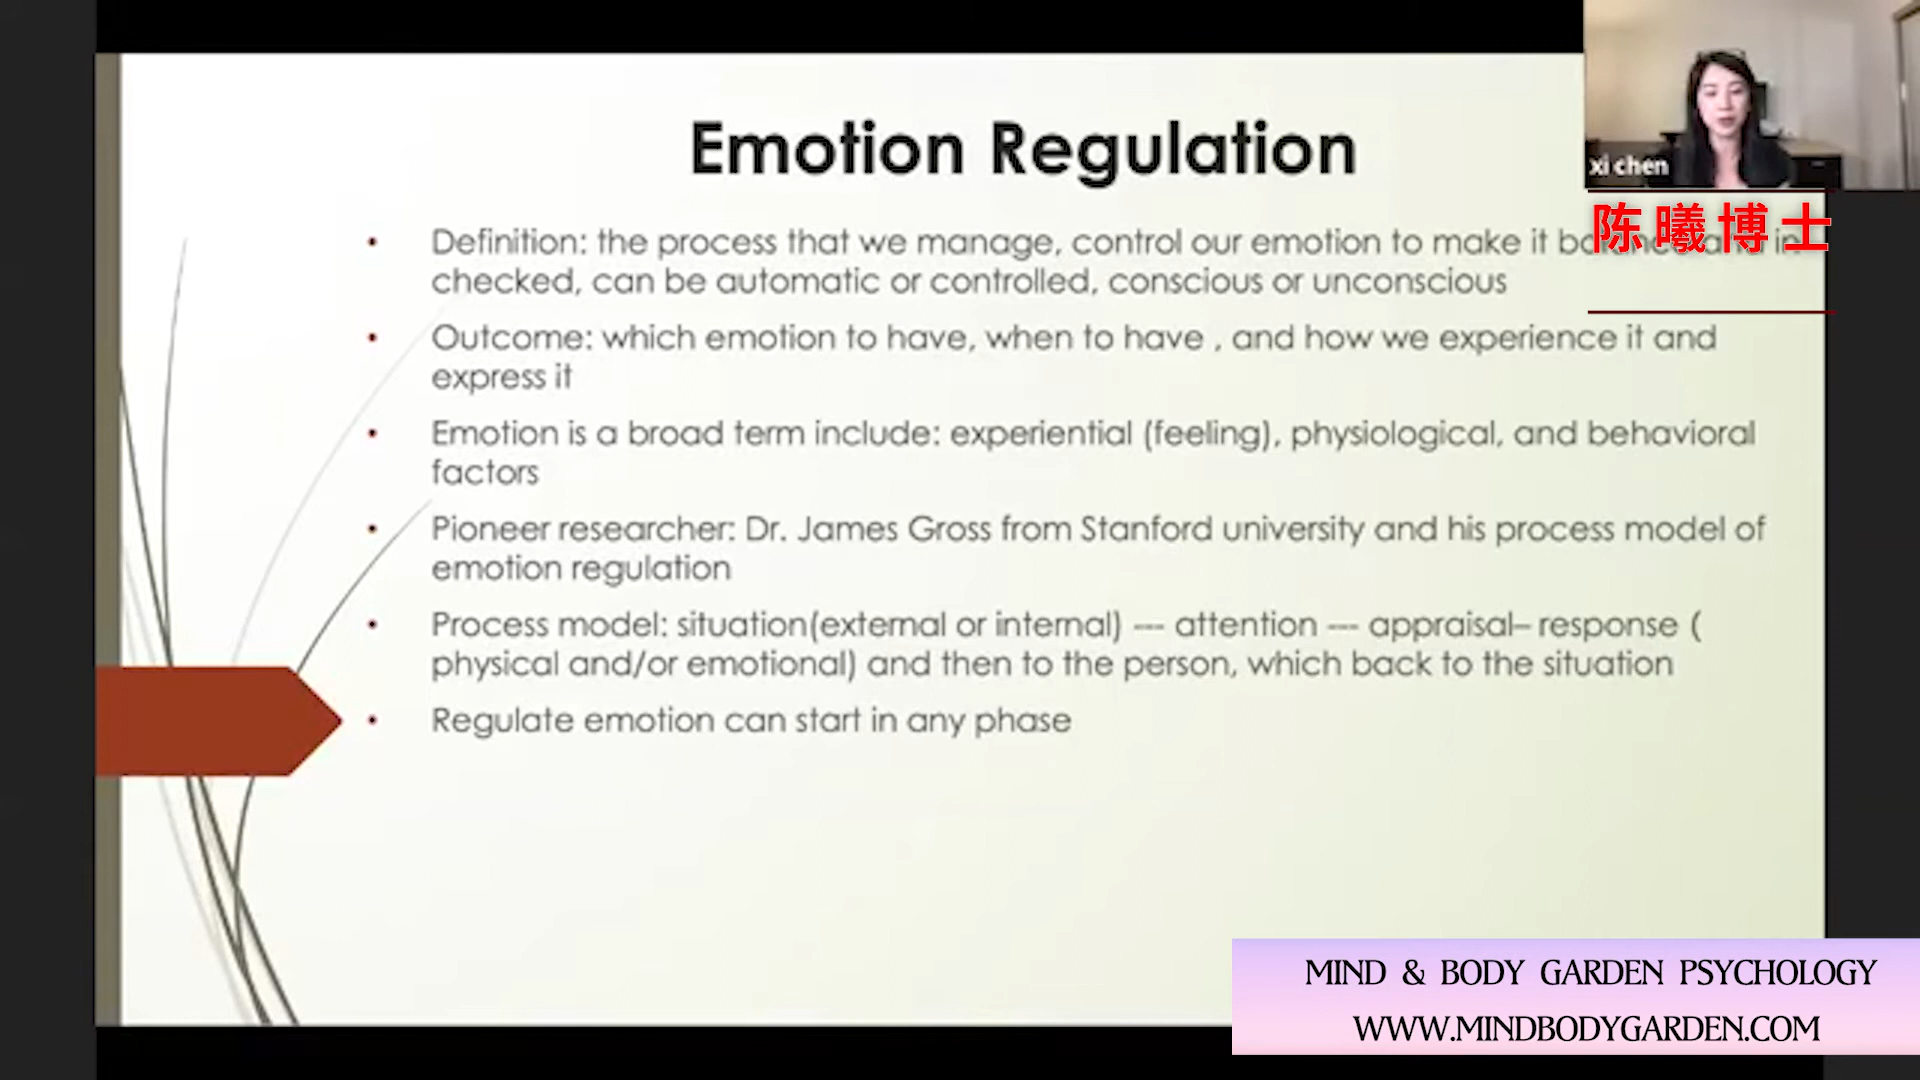 Emotion Regulation
xi chen
陈曦博士
• Definition: the process that we manage, control our emotion to make it
checked, can be automatic or controlled, conscious or unconscious
• Outcome: which emotion to have, when to have , and how we experience it and
express it
• Emotion is a broad term include: experiential (feeling), physiological, and behavioral
factors
• Pioneer researcher: Dr. James Gross from Stanford university and his process model of
emotion regulation
• Process model: situation(external or internal) --- attention --- appraisal– response (
physical and/or emotional) and then to the person, which back to the situation
• Regulate emotion can start in any phase
MIND & BODY GARDEN PSYCHOLOGY
WWW.MINDBODYGARDEN.COM